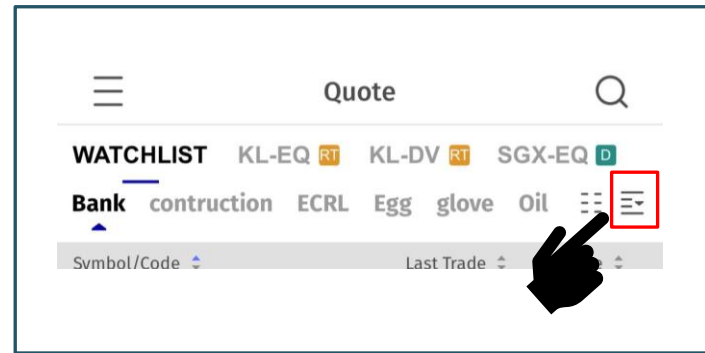 Quote
WATCHLIST KL-EQ RT KL-DV RT SGX-EQ D
Bank contruction ECRL Egg glove Oil
Symbol/Code Last Trade